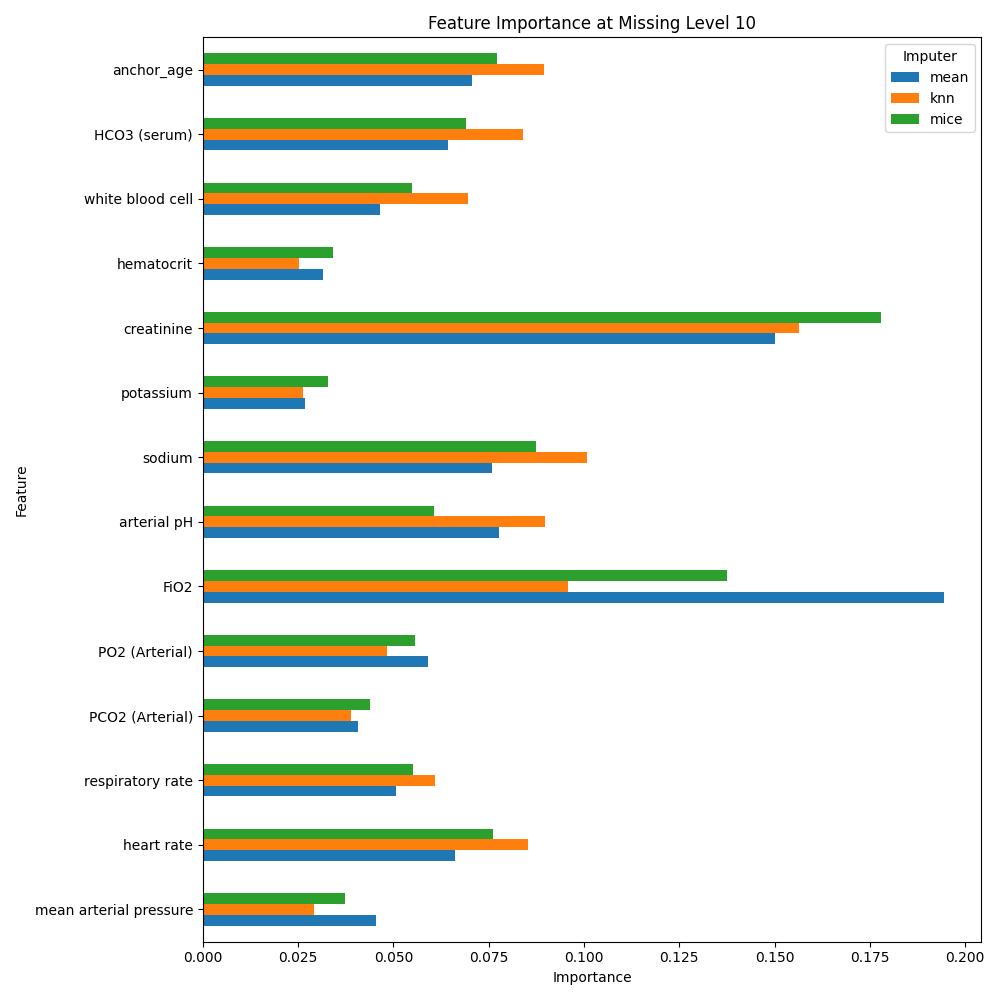 Feature Importance at Missing Level 10
Imputer
mean
knn
mice
Feature
anchor_age
HCO3 (serum)
white blood cell
hematocrit
creatinine
potassium
sodium
arterial pH
FiO2
PO2 (Arterial)
PCO2 (Arterial)
respiratory rate
heart rate
mean arterial pressure
0.000 0.025 0.050 0.075 0.100 0.125 0.150 0.175 0.200
Importance